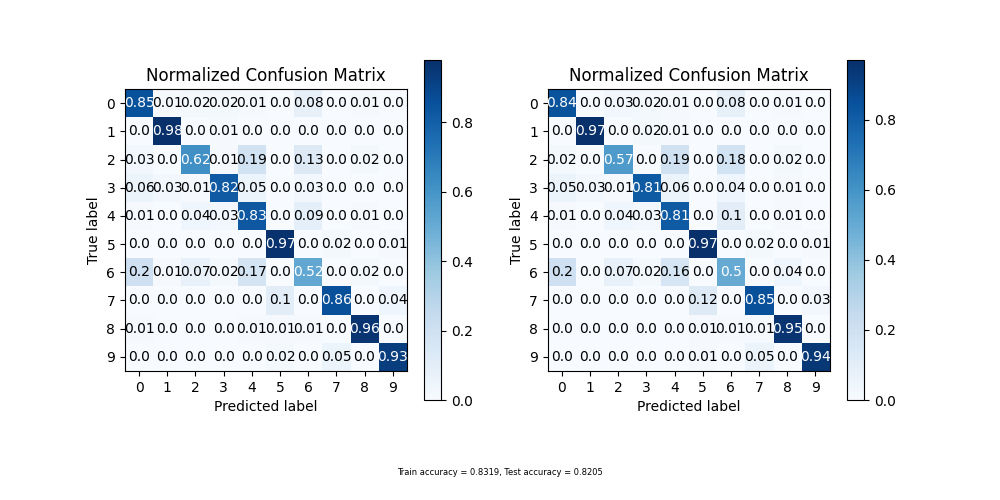 Normalized Confusion Matrix
0 0.85 0.01 0.02 0.02 0.01 0.0 0.08 0.0 0.01 0.0
1 0.0 0.98 0.0 0.01 0.0 0.0 0.0 0.0 0.0 0.0
2 0.03 0.0 0.62 0.01 0.19 0.0 0.13 0.0 0.02 0.0
3 0.06 0.03 0.01 0.82 0.05 0.0 0.03 0.0 0.0 0.0
4 0.01 0.0 0.04 0.03 0.83 0.0 0.09 0.0 0.01 0.0
5 0.0 0.0 0.0 0.0 0.0 0.97 0.0 0.02 0.0 0.01
6 0.2 0.01 0.07 0.02 0.17 0.0 0.52 0.0 0.02 0.0
7 0.0 0.0 0.0 0.0 0.0 0.1 0.0 0.86 0.0 0.04
8 0.01 0.0 0.0 0.0 0.01 0.01 0.01 0.0 0.96 0.0
9 0.0 0.0 0.0 0.0 0.0 0.02 0.0 0.05 0.0 0.93
0 1 2 3 4 5 6 7 8 9
True label
Predicted label
0.8
0.6
0.4
0.2
0.0
Normalized Confusion Matrix
0 0.84 0.0 0.03 0.02 0.01 0.0 0.08 0.0 0.01 0.0
1 0.0 0.97 0.0 0.02 0.01 0.0 0.0 0.0 0.0 0.0
2 0.02 0.0 0.57 0.0 0.19 0.0 0.18 0.0 0.02 0.0
3 0.05 0.03 0.01 0.81 0.06 0.0 0.04 0.0 0.01 0.0
4 0.01 0.0 0.04 0.03 0.81 0.0 0.1 0.0 0.01 0.0
5 0.0 0.0 0.0 0.0 0.0 0.97 0.0 0.02 0.0 0.01
6 0.2 0.0 0.07 0.02 0.16 0.0 0.5 0.0 0.04 0.0
7 0.0 0.0 0.0 0.0 0.0 0.12 0.0 0.85 0.0 0.03
8 0.0 0.0 0.0 0.0 0.0 0.01 0.01 0.01 0.95 0.0
9 0.0 0.0 0.0 0.0 0.0 0.01 0.0 0.05 0.0 0.94
0 1 2 3 4 5 6 7 8 9
True label
Predicted label
0.8
0.6
0.4
0.2
0.0
Train accuracy = 0.8319, Test accuracy = 0.8205